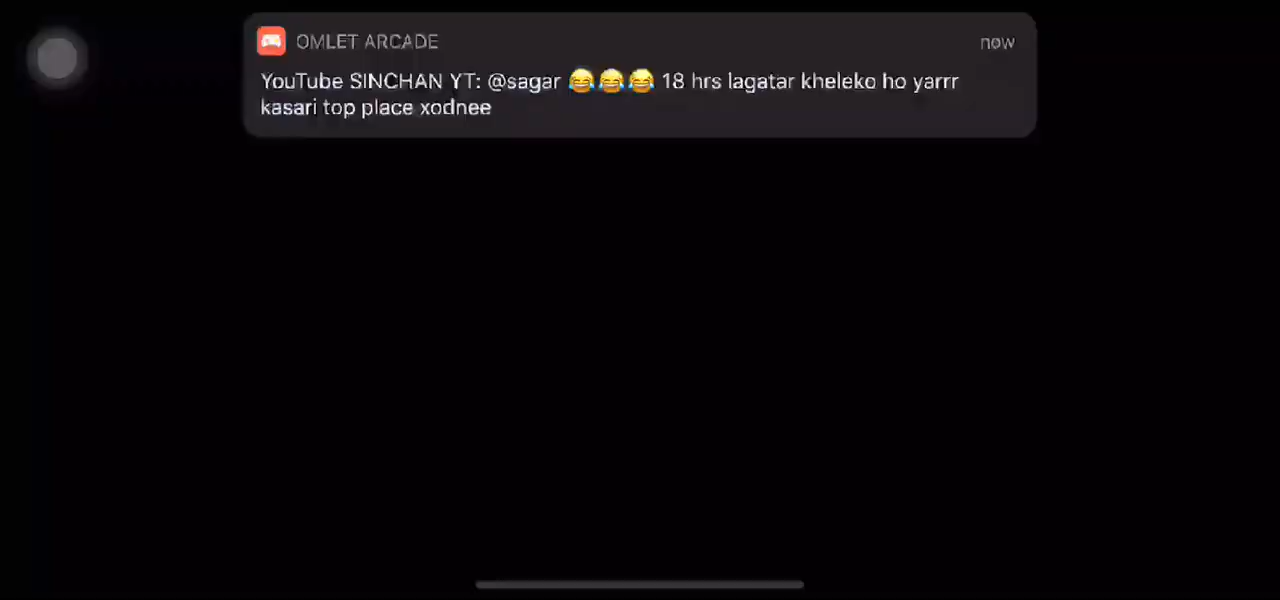 OMLET ARCADE now
YouTube SINCHAN YT: @sagar 😂😂😂 18 hrs lagatar kheleko ho yarrr
kasari top place xodnee